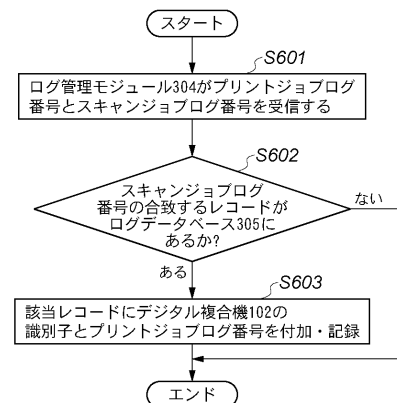 スタート
S601
ログ管理モジュール304がプリントジョブログ
番号とスキャンジョブログ番号を受信する
S602
スキャンジョブログ
番号の合致するレコードが
ログデータベース305に
あるか?
ない
ある
S603
該当レコードにデジタル複合機102の
識別子とプリントジョブログ番号を付加・記録
エンド